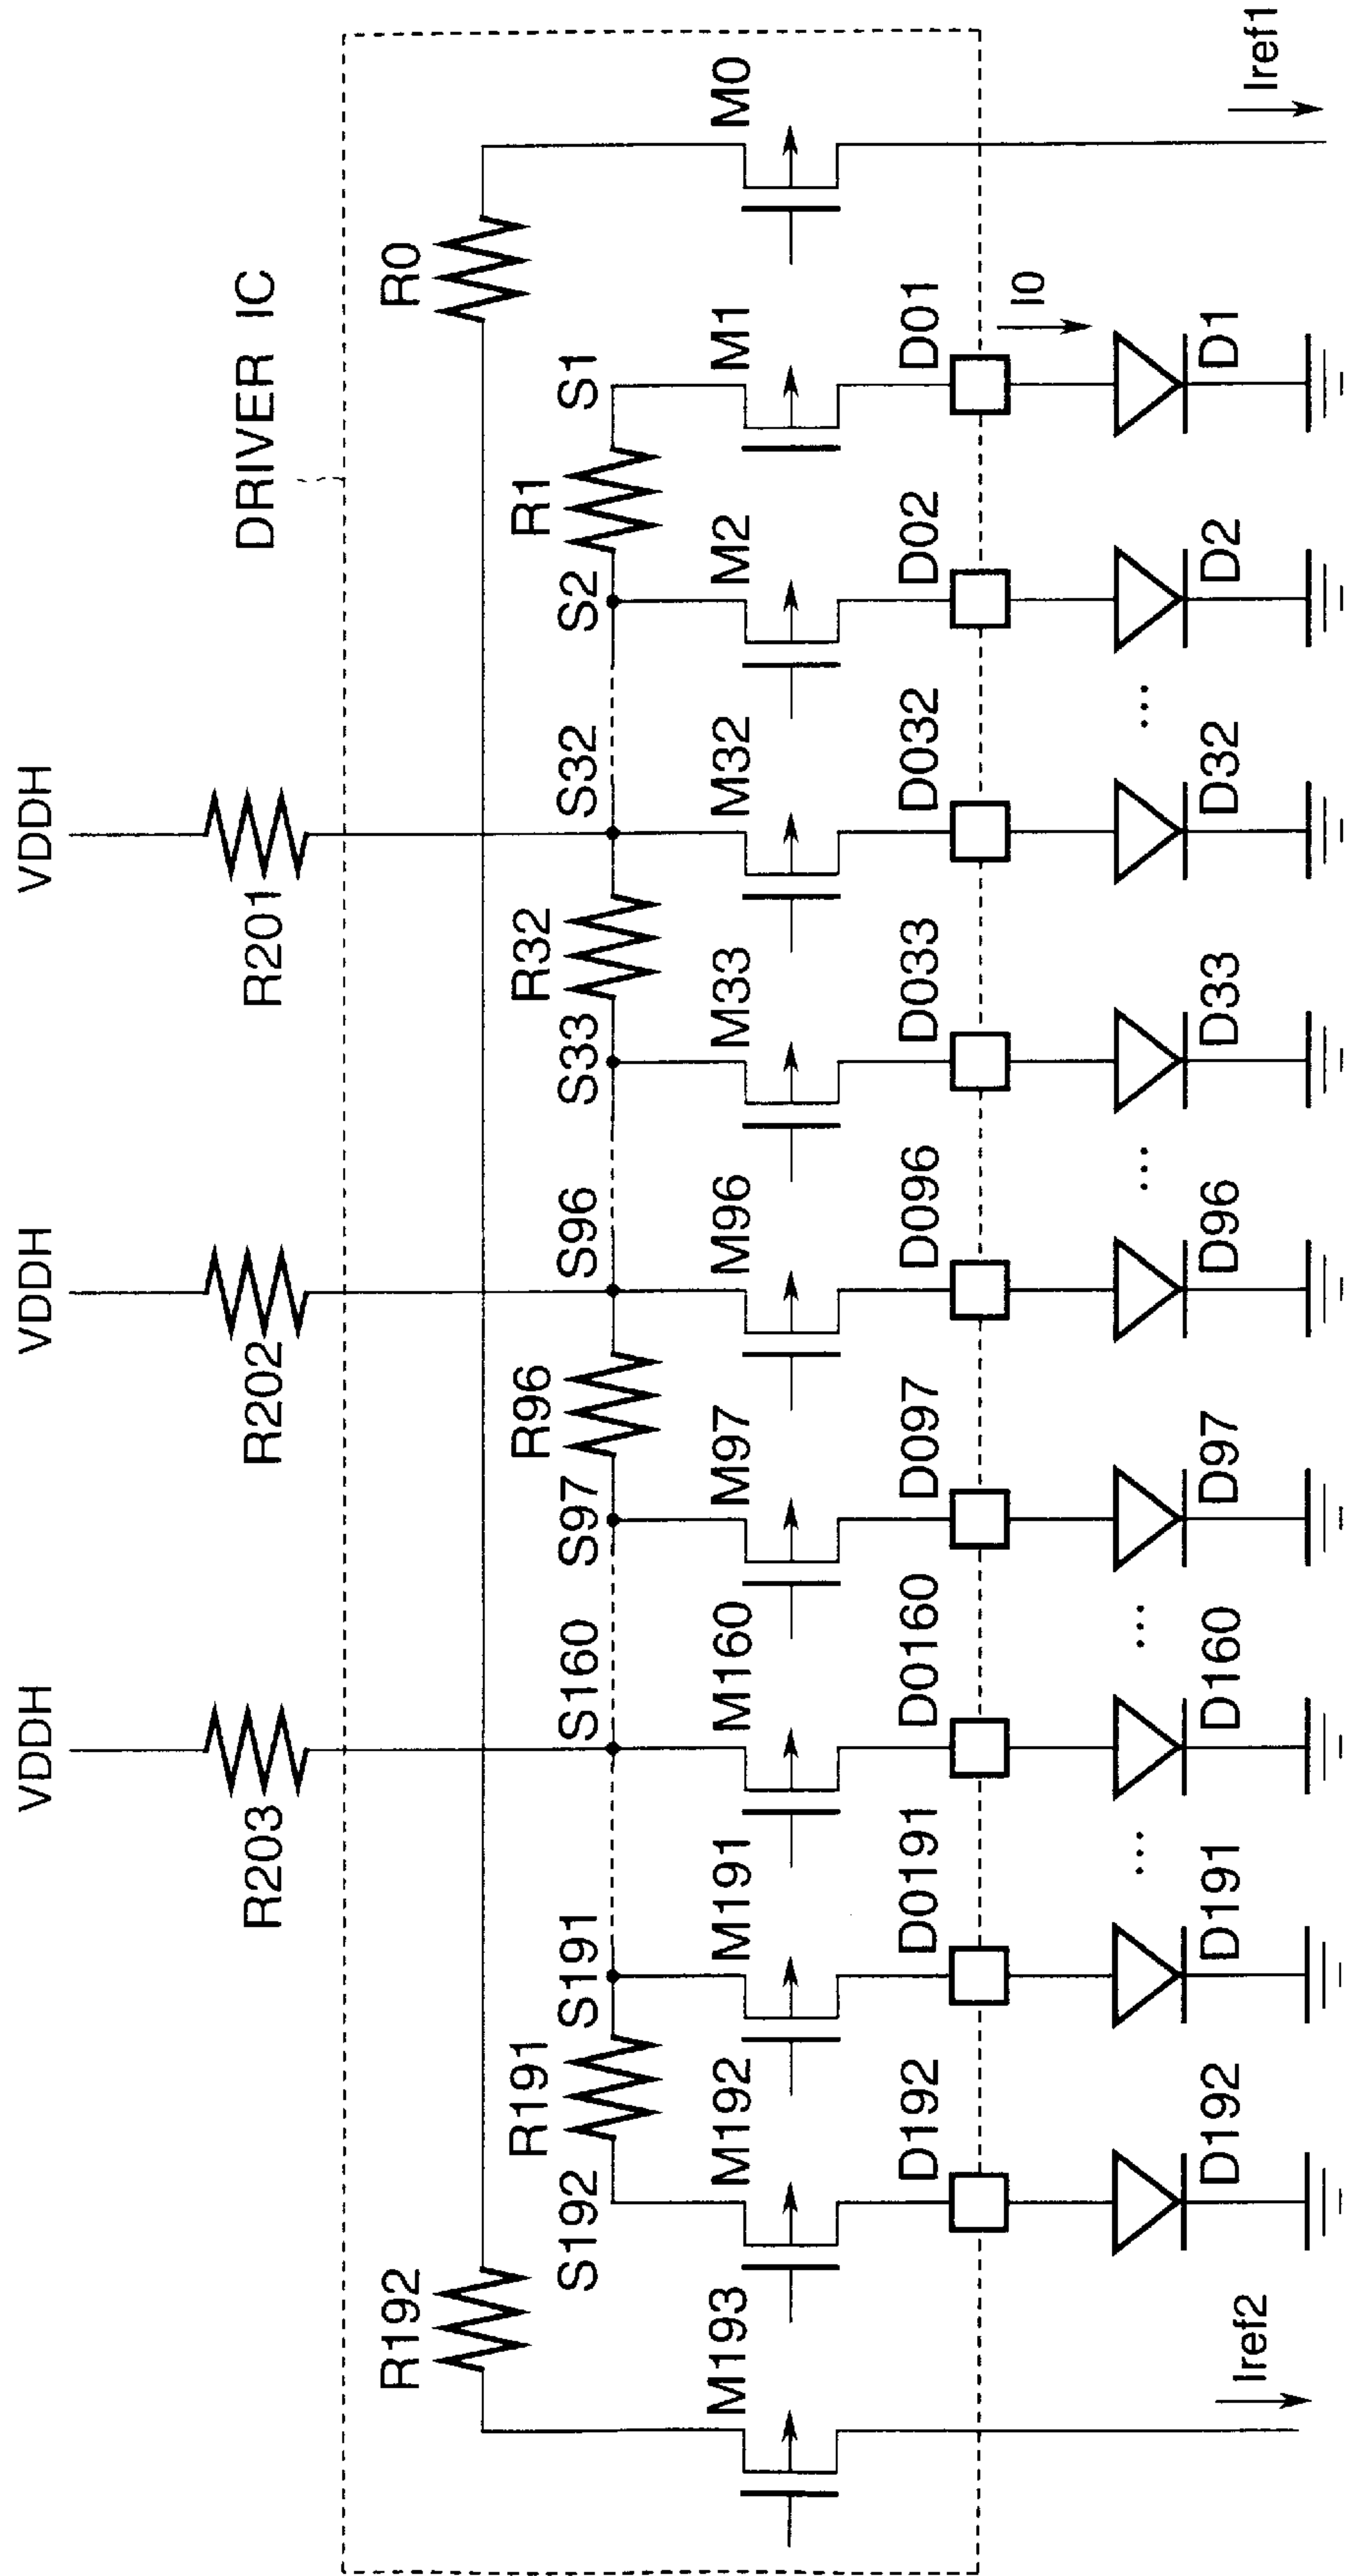 VDDH
VDDH
VDDH
R203
R202
R201
DRIVER IC
R192
R0
R191
R96
R32
R1
S192
S191
S160
S97
S96
S33
S32
S2
S1
M193
M192
M191
M160
M97
M96
M33
M32
M2
M1
M0
D192
D0191
D0160
D097
D096
D033
D032
D02
D01
I0
...
...
...
...
D192
D191
D160
D97
D96
D33
D32
D2
D1
Iref2
Iref1